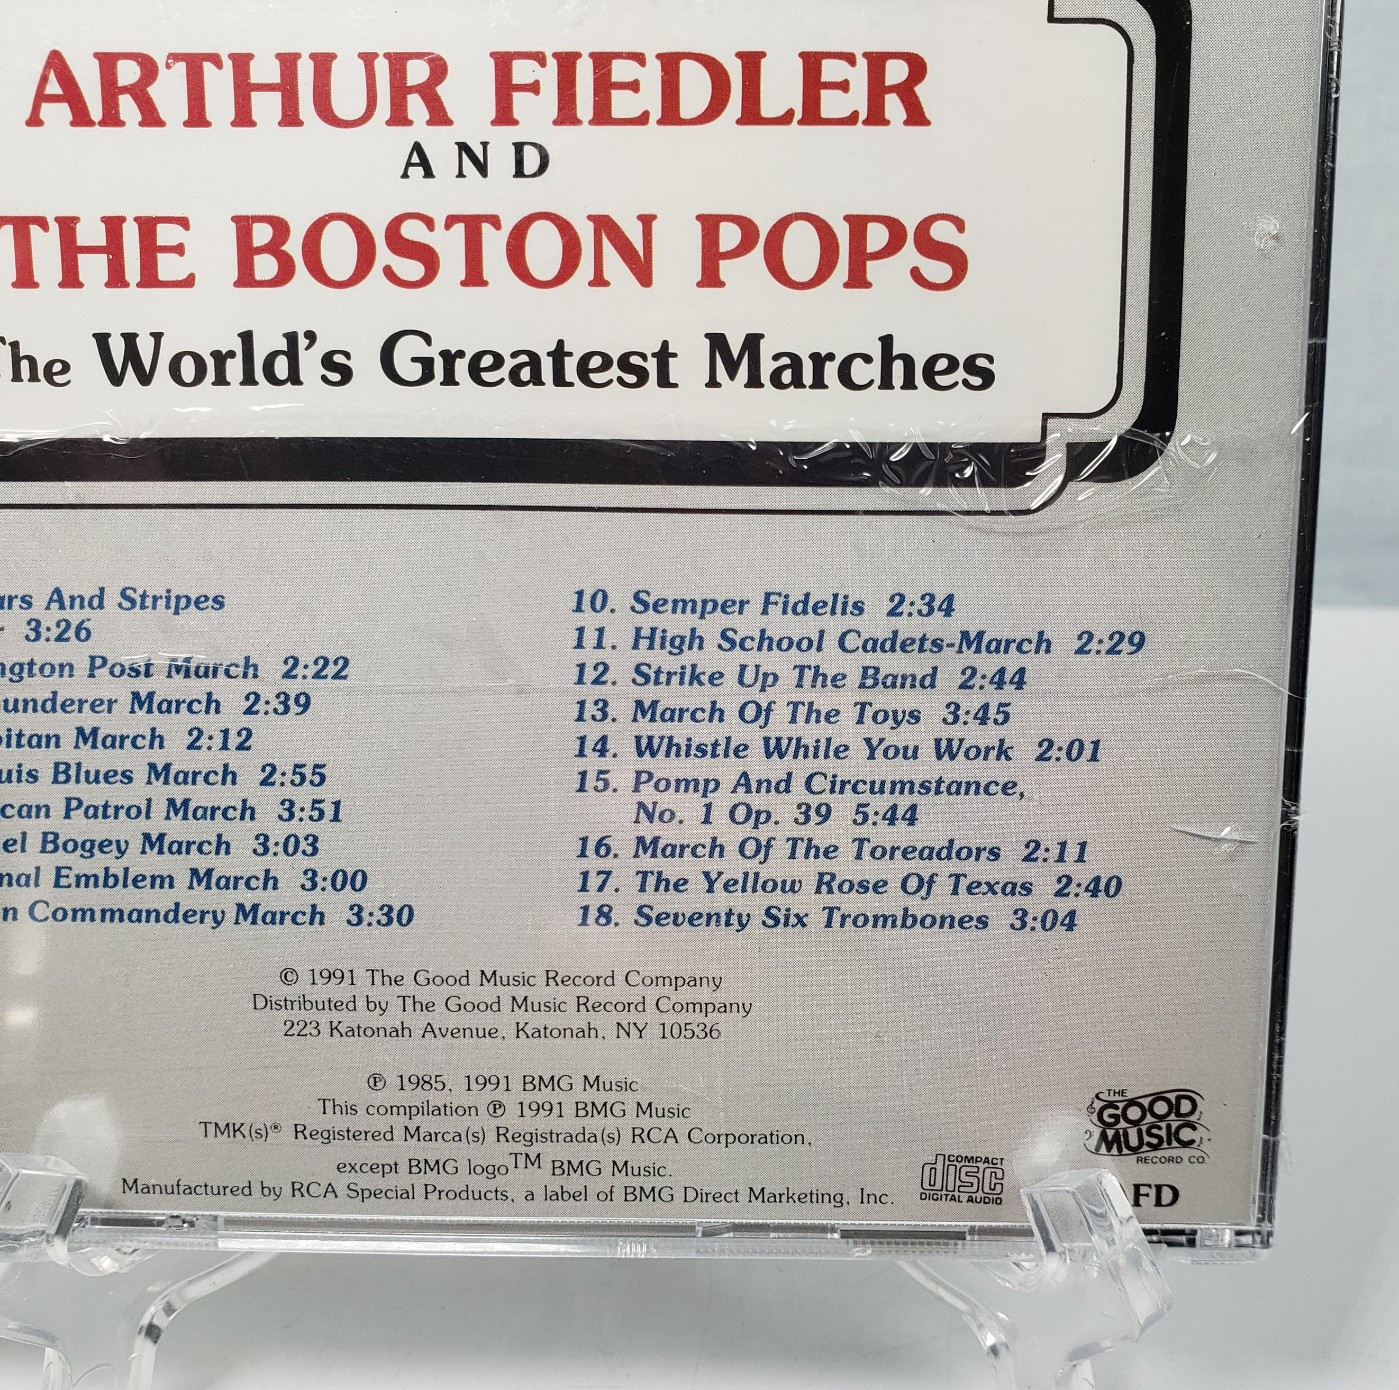 ARTHUR FIEDLER
AND
THE BOSTON POPS
The World's Greatest Marches
And Stripes
3:26
Post March 2:22
March 2:39
March 2:12
Blues March 2:55
Patrol March 3:51
Bogey March 3:03
Emblem March 3:00
Commandery March 3:30
10. Semper Fidelis 2:34
11. High School Cadets-March 2:29
12. Strike Up The Band 2:44
13. March Of The Toys 3:45
14. Whistle While You Work 2:01
15. Pomp And Circumstance,
No. 1 Op. 39 5:44
16. March Of The Toreadors 2:11
17. The Yellow Rose Of Texas 2:40
18. Seventy Six Trombones 3:04
© 1991 The Good Music Record Company
Distributed by The Good Music Record Company
223 Katonah Avenue, Katonah, NY 10536
℗ 1985, 1991 BMG Music
This compilation ℗ 1991 BMG Music
TMK(s)® Registered Marca(s) Registrada(s) RCA Corporation,
except BMG logo™ BMG Music.
Manufactured by RCA Special Products, a label of BMG Direct Marketing, Inc.
COMPACT
disc
DIGITAL AUDIO
THE
GOOD
MUSIC
RECORD CO.
FD